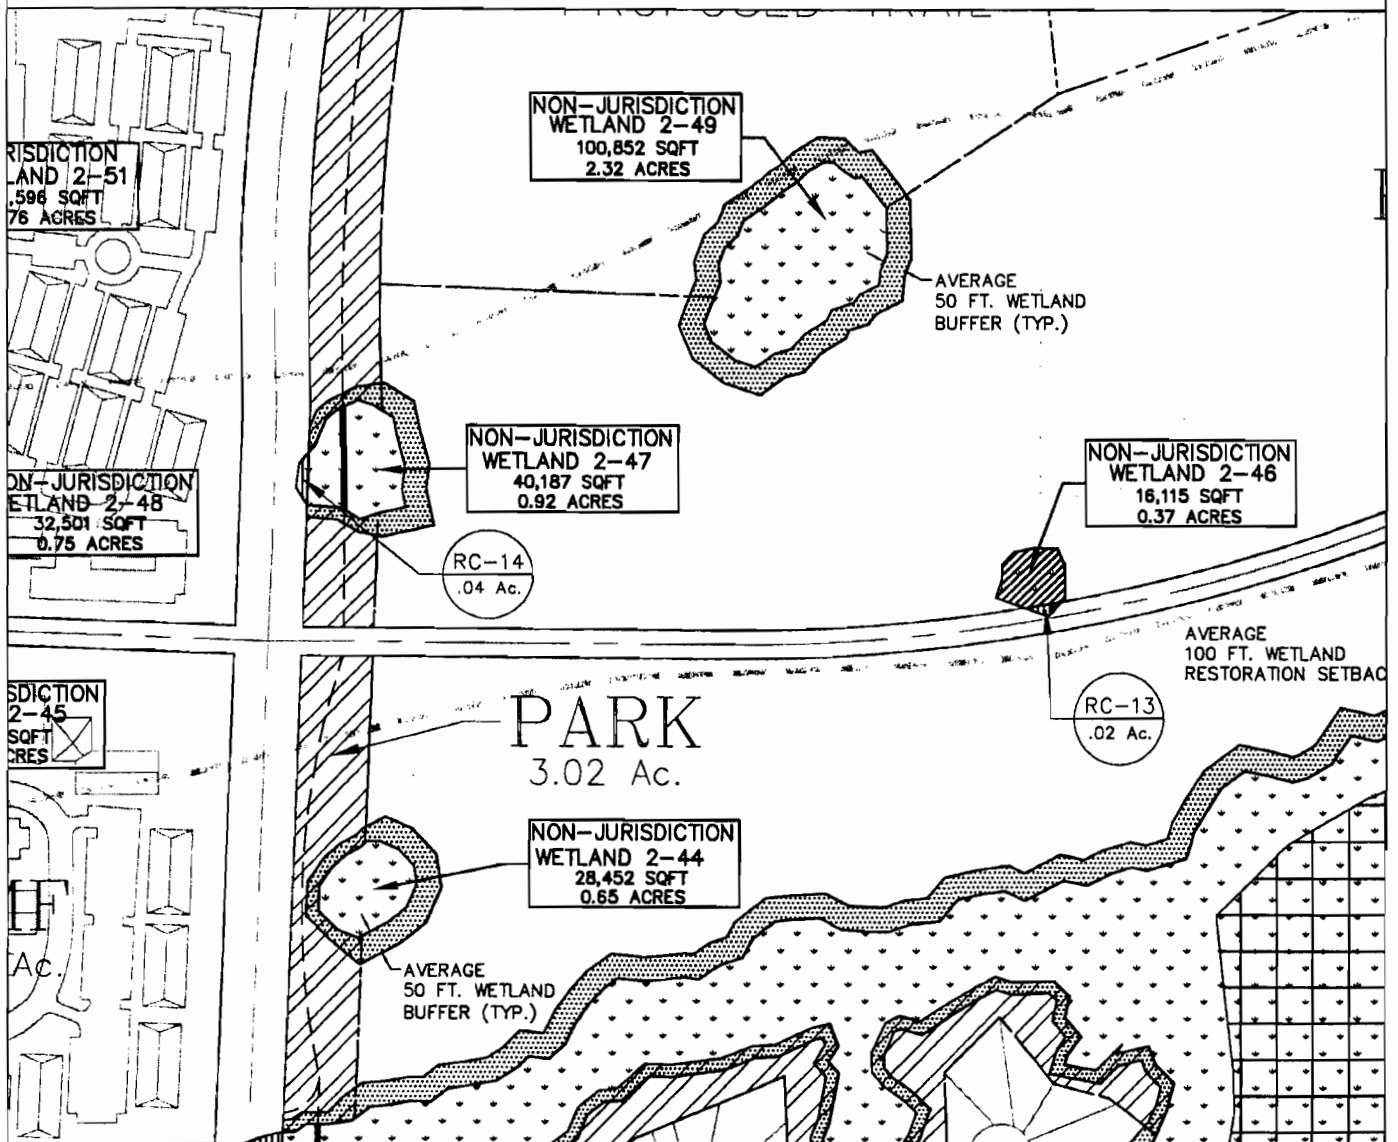 PROPOSED TRAIL
NON-JURISDICTION
WETLAND 2-49
100,852 SQFT
2.32 ACRES
RISDICTION
LAND 2-51
,596 SQFT
76 ACRES
AVERAGE
50 FT. WETLAND
BUFFER (TYP.)
NON-JURISDICTION
WETLAND 2-47
40,187 SQFT
0.92 ACRES
NON-JURISDICTION
WETLAND 2-46
16,115 SQFT
0.37 ACRES
ON-JURISDICTION
ETLAND 2-48
32,501 SQFT
0.75 ACRES
RC-14
.04 Ac.
AVERAGE
100 FT. WETLAND
RESTORATION SETBAC
SDICTION
2-45
SQFT
CRES
PARK
3.02 Ac.
RC-13
.02 Ac.
NON-JURISDICTION
WETLAND 2-44
28,452 SQFT
0.65 ACRES
Ac.
AVERAGE
50 FT. WETLAND
BUFFER (TYP.)